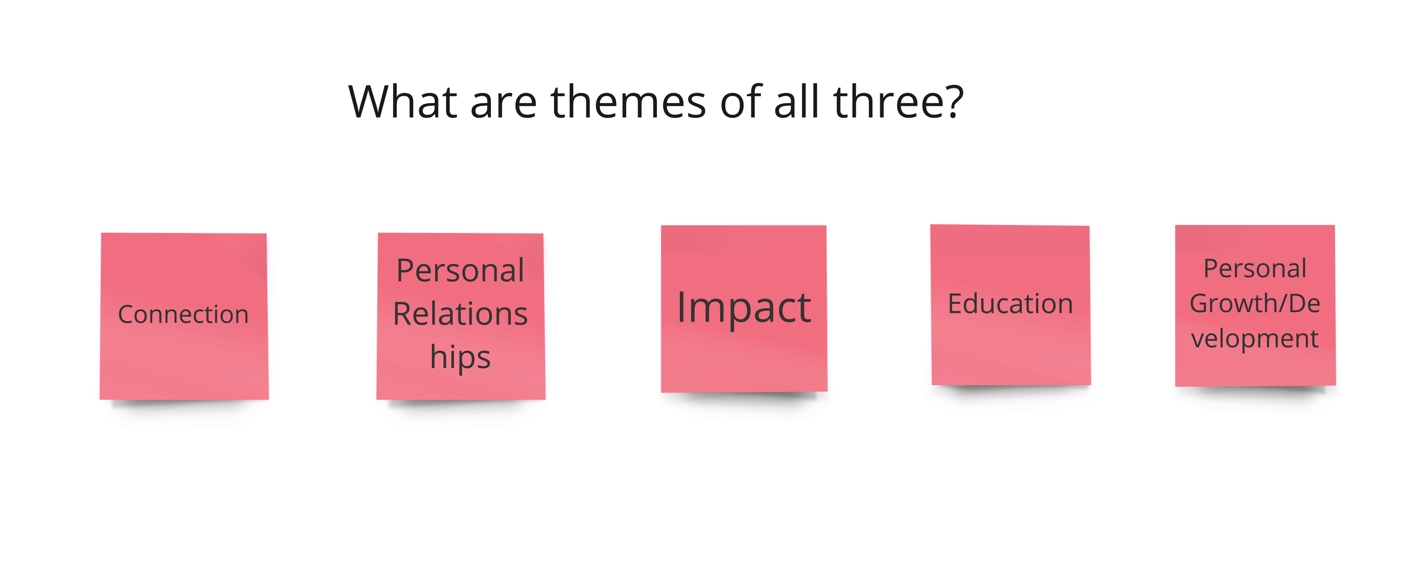 What are themes of all three?
Connection
Personal
Relations
hips
Impact
Education
Personal
Growth/De
velopment